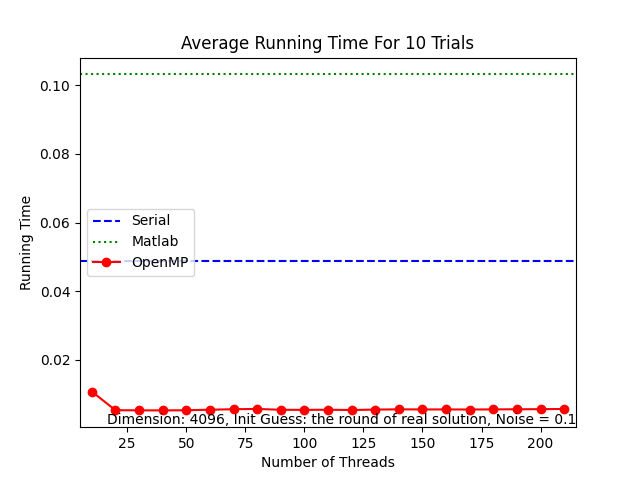 Average Running Time For 10 Trials
Running Time
0.10
0.08
0.06
0.04
0.02
Serial
Matlab
OpenMP
Dimension: 4096, Init Guess: the round of real solution, Noise = 0.1
25 50 75 100 125 150 175 200
Number of Threads